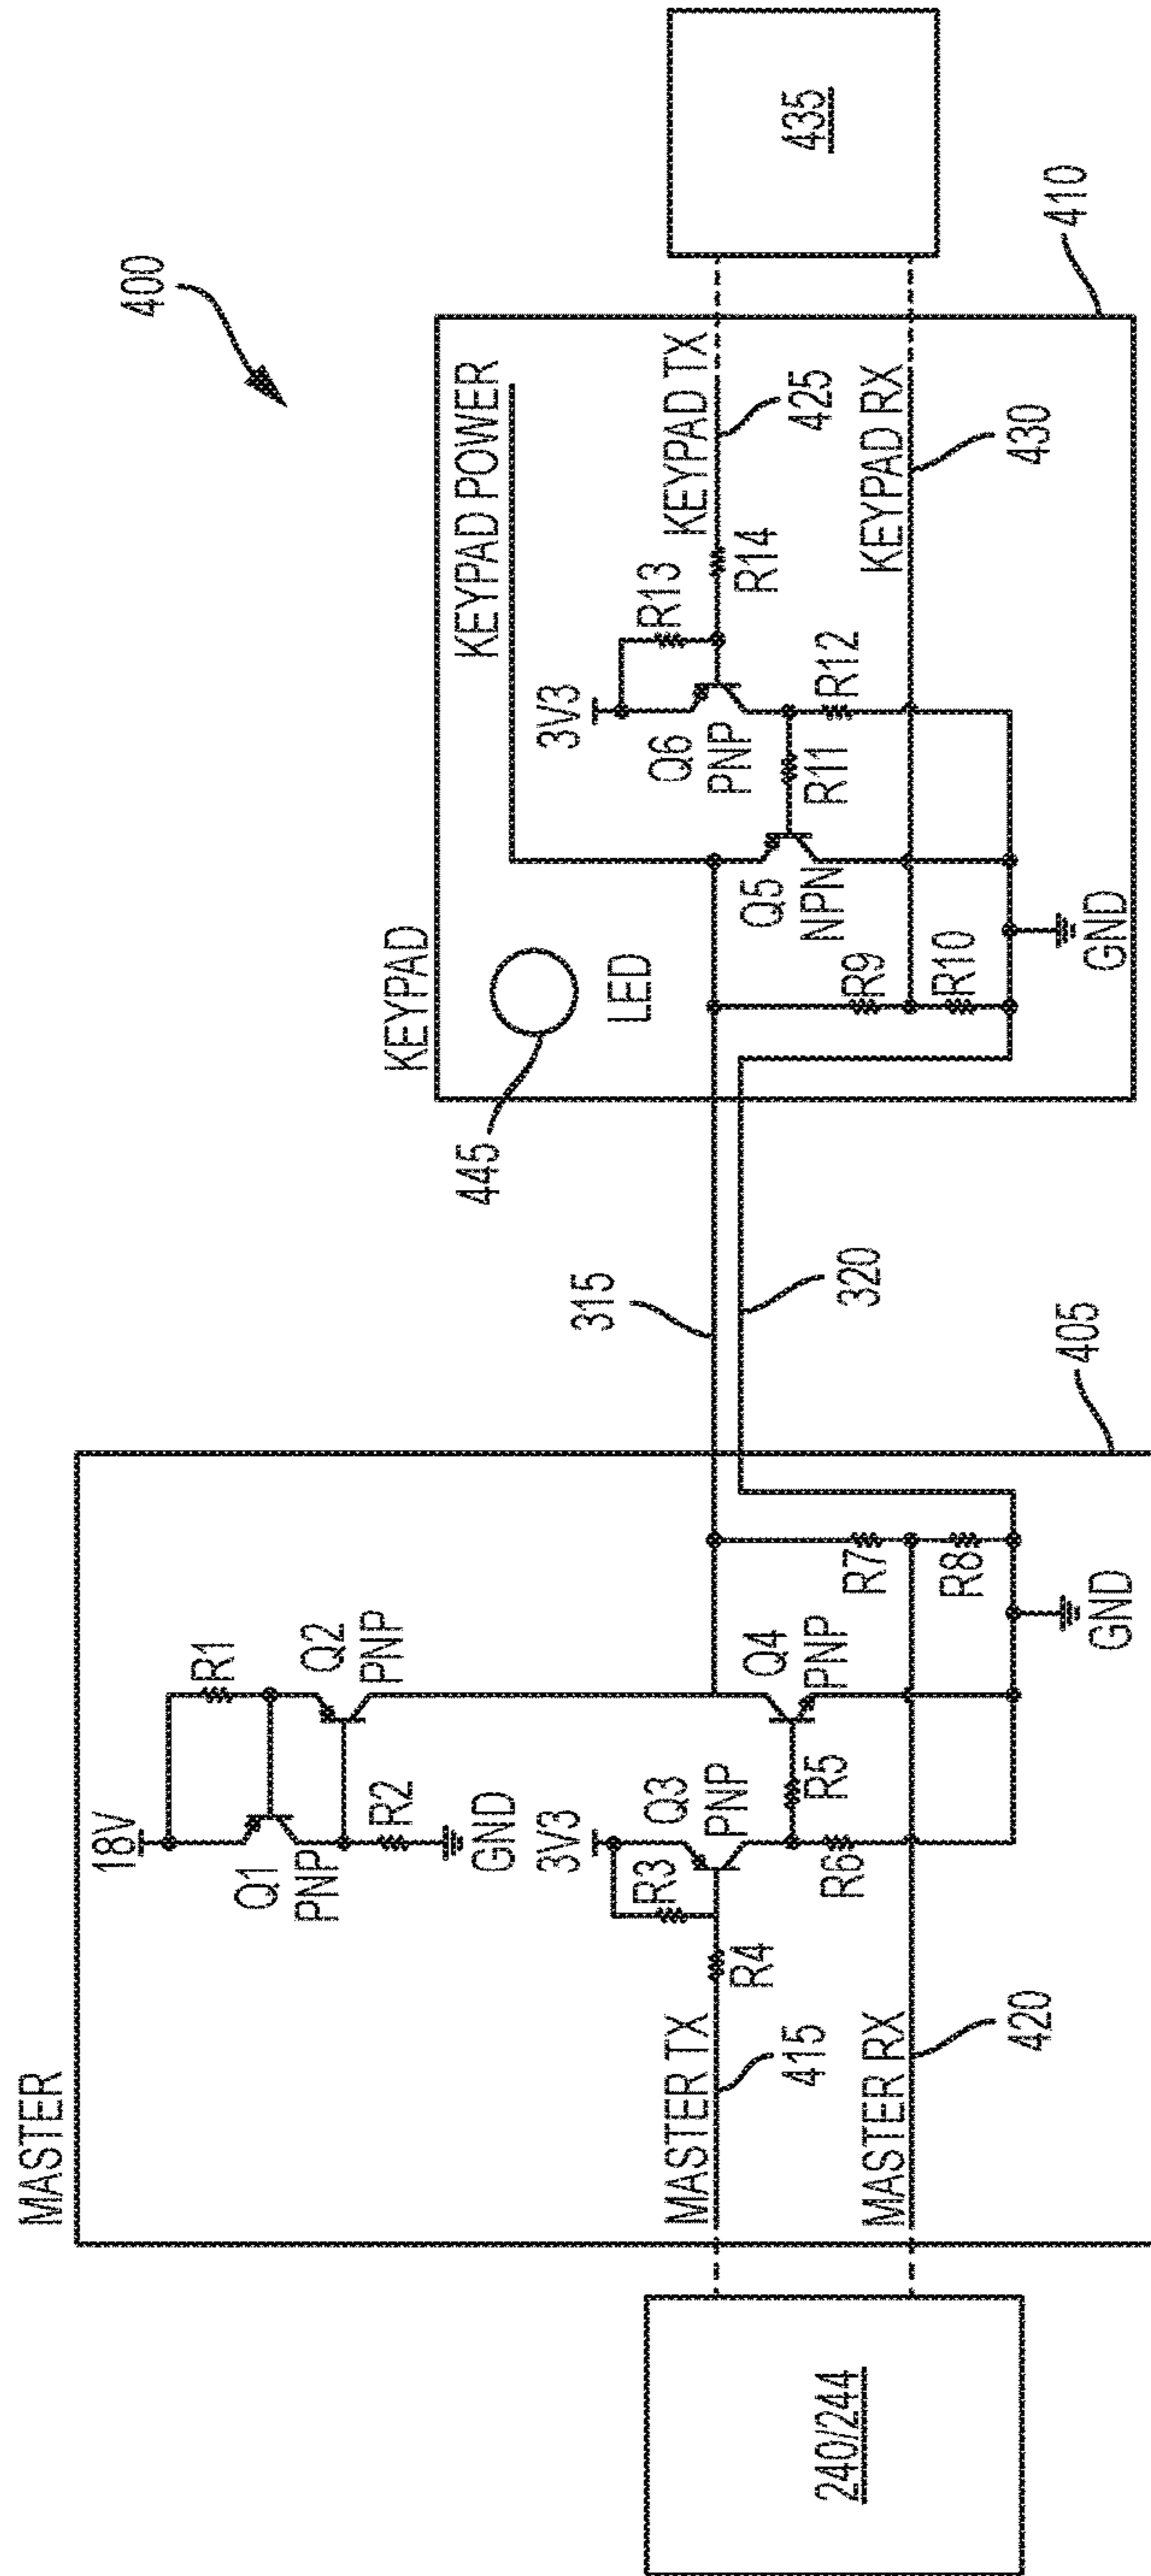 400
MASTER
18V
R1
Q1
PNP
Q2
PNP
R2
GND
3V3
R3
Q3
PNP
Q4
PNP
R4
R5
R6
R7
R8
GND
MASTER TX
415
MASTER RX
420
240/244
405
315
320
KEYPAD
445
LED
KEYPAD POWER
3V3
R13
Q6
PNP
Q5
NPN
R14
R11
R12
R9
R10
GND
KEYPAD TX
425
KEYPAD RX
430
435
410